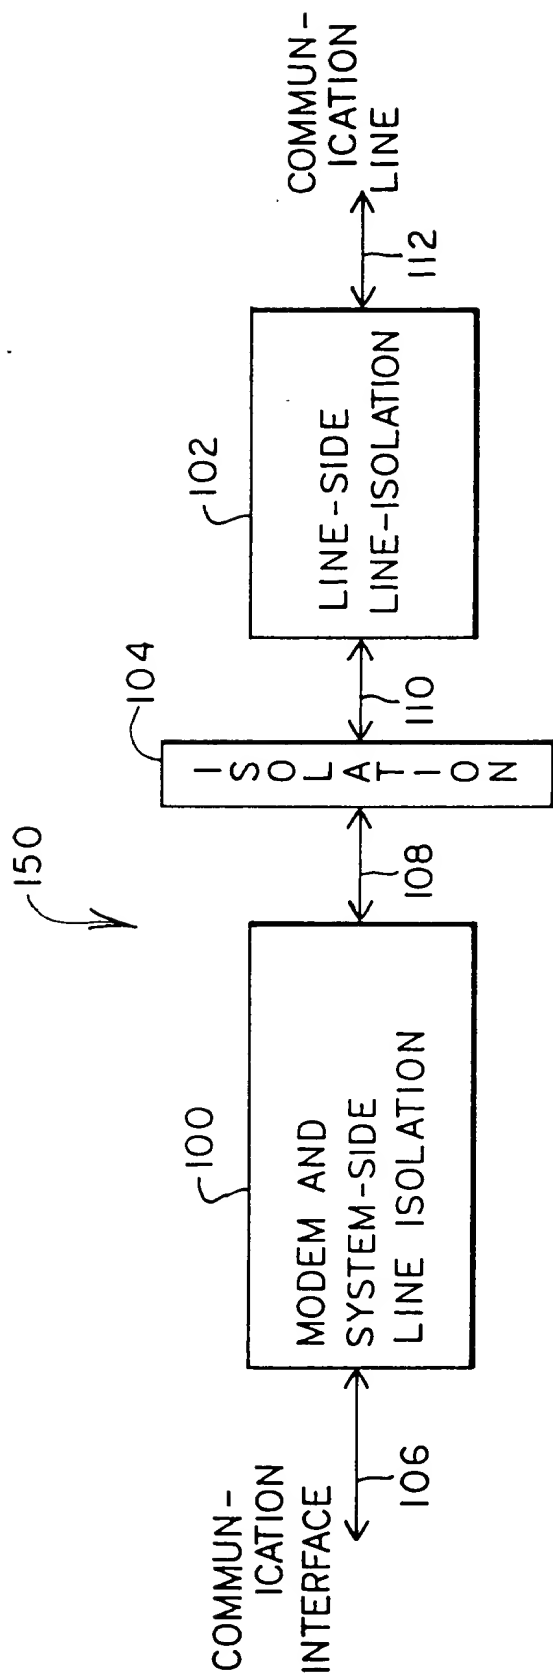 150
COMMUN-
ICATION
INTERFACE
106
100
MODEM AND
SYSTEM-SIDE
LINE ISOLATION
108
104
ISOLATION
110
102
LINE-SIDE
LINE-ISOLATION
112
COMMUN-
ICATION
LINE